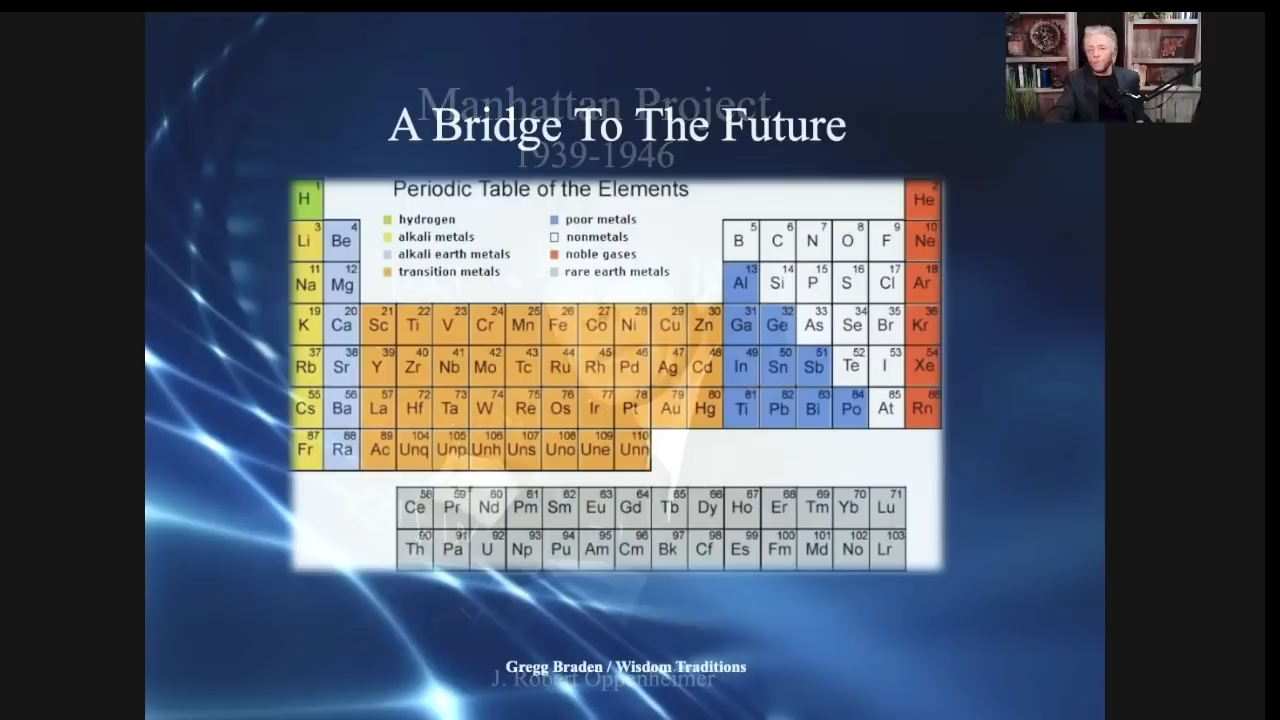 Manhattan Project
A Bridge To The Future
1939-1946
Periodic Table of the Elements
hydrogen
alkali metals
alkali earth metals
transition metals
poor metals
nonmetals
noble gases
rare earth metals
1 2
H He
3 4 5 6 7 8 9 10
Li Be B C N O F Ne
11 12 13 14 15 16 17 18
Na Mg Al Si P S Cl Ar
19 20 21 22 23 24 25 26 27 28 29 30 31 32 33 34 35 36
K Ca Sc Ti V Cr Mn Fe Co Ni Cu Zn Ga Ge As Se Br Kr
37 38 39 40 41 42 43 44 45 46 47 48 49 50 51 52 53 54
Rb Sr Y Zr Nb Mo Tc Ru Rh Pd Ag Cd In Sn Sb Te I Xe
55 56 57 72 73 74 75 76 77 78 79 80 81 82 83 84 85 86
Cs Ba La Hf Ta W Re Os Ir Pt Au Hg Ti Pb Bi Po At Rn
87 88 89 104 105 106 107 108 109 110
Fr Ra Ac Unq Unp Unh Uns Uno Une Unn
58 59 60 61 62 63 64 65 66 67 68 69 70 71
Ce Pr Nd Pm Sm Eu Gd Tb Dy Ho Er Tm Yb Lu
90 91 92 93 94 95 96 97 98 99 100 101 102 103
Th Pa U Np Pu Am Cm Bk Cf Es Fm Md No Lr
Gregg Braden / Wisdom Traditions
J. Robert Oppenheimer